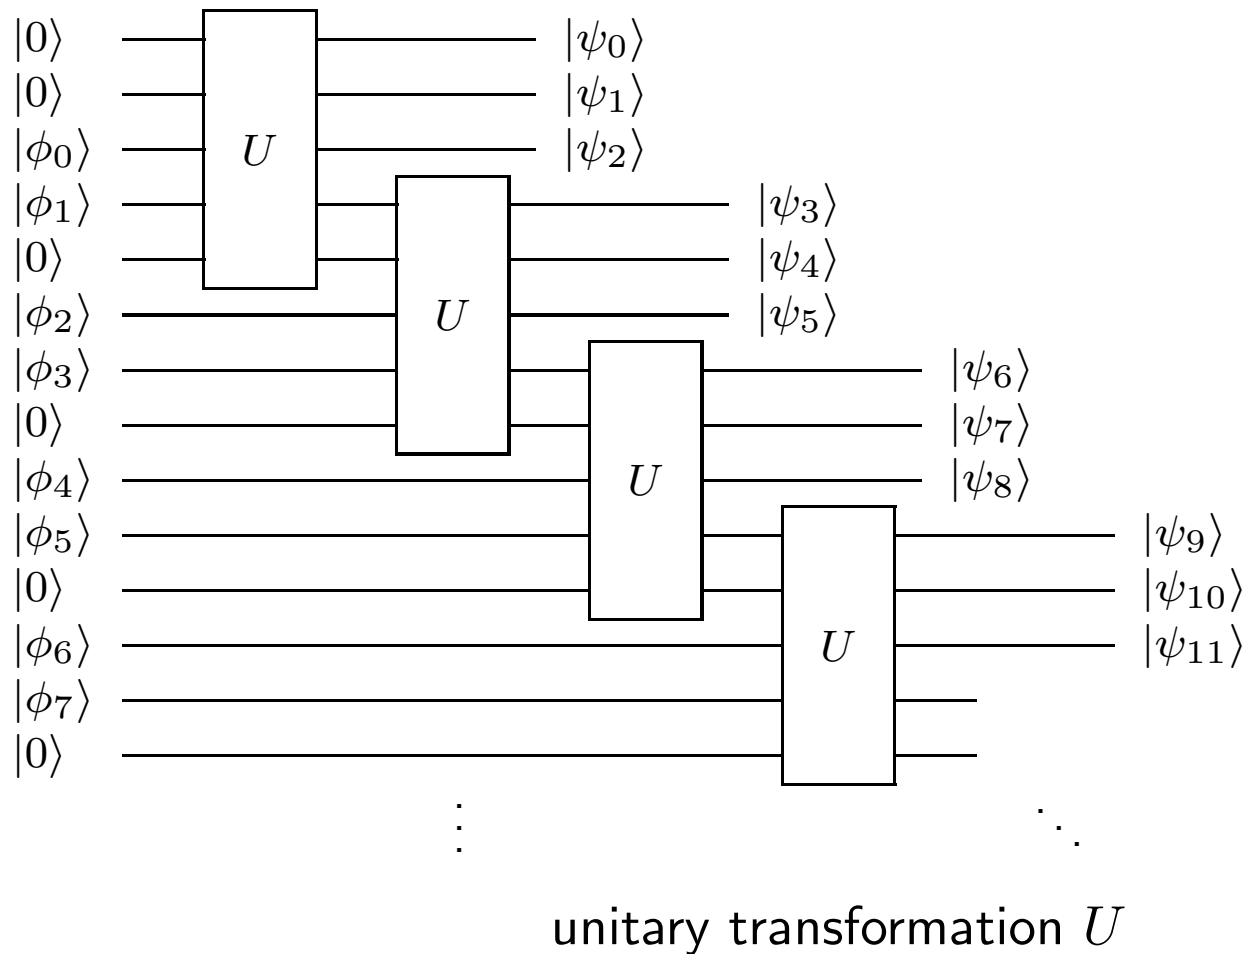 |0⟩ |ψ₀⟩
|0⟩ |ψ₁⟩
|ϕ₀⟩ U |ψ₂⟩
|ϕ₁⟩ |ψ₃⟩
|0⟩ |ψ₄⟩
|ϕ₂⟩ U |ψ₅⟩
|ϕ₃⟩ |ψ₆⟩
|0⟩ |ψ₇⟩
|ϕ₄⟩ U |ψ₈⟩
|ϕ₅⟩ |ψ₉⟩
|0⟩ |ψ₁₀⟩
|ϕ₆⟩ U |ψ₁₁⟩
|ϕ₇⟩
|0⟩
⋮ ⋱
unitary transformation U